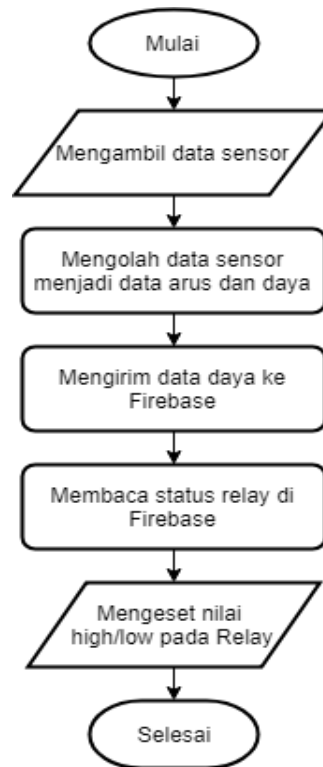 Mulai
Mengambil data sensor
Mengolah data sensor
menjadi data arus dan daya
Mengirim data daya ke
Firebase
Membaca status relay di
Firebase
Mengeset nilai
high/low pada Relay
Selesai